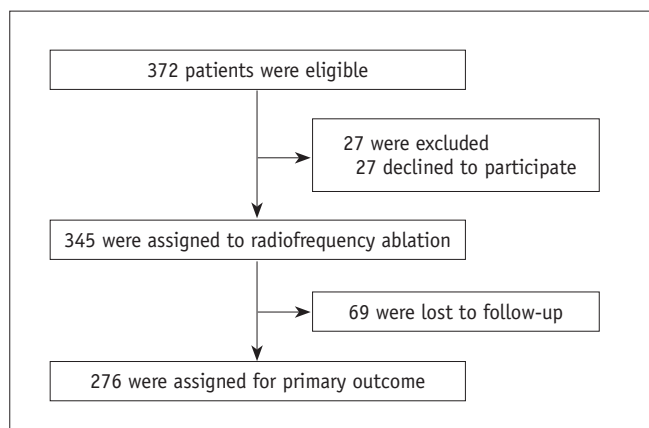 372 patients were eligible
27 were excluded
27 declined to participate
345 were assigned to radiofrequency ablation
69 were lost to follow-up
276 were assigned for primary outcome